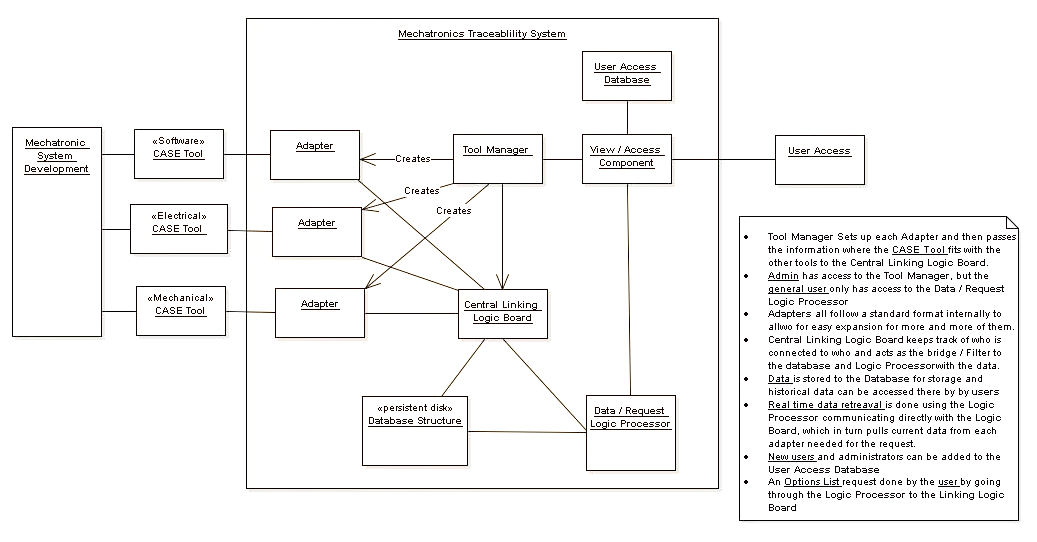 Mechatronics Traceablility System
User Access
Database
Mechatronic
System
Development
«Software»
CASE Tool
Adapter
Creates
Tool Manager
View / Access
Component
User Access
Creates
Creates
«Electrical»
CASE Tool
Adapter
«Mechanical»
CASE Tool
Adapter
Central Linking
Logic Board
«persistent disk»
Database Structure
Data / Request
Logic Processor
• Tool Manager Sets up each Adapter and then passes
the information where the CASE Tool fits with the
other tools to the Central Linking Logic Board.
• Admin has access to the Tool Manager, but the
general user only has access to the Data / Request
Logic Processor
• Adapters all follow a standard format internally to
allwo for easy expansion for more and more of them.
• Central Linking Logic Board keeps track of who is
connected to who and acts as the bridge / Filter to
the database and Logic Processorwith the data.
• Data is stored to the Database for storage and
historical data can be accessed there by by users
• Real time data retreaval is done using the Logic
Processor communicating directly with the Logic
Board, which in turn pulls current data from each
adapter needed for the request.
• New users and administrators can be added to the
User Access Database
• An Options List request done by the user by going
through the Logic Processor to the Linking Logic
Board